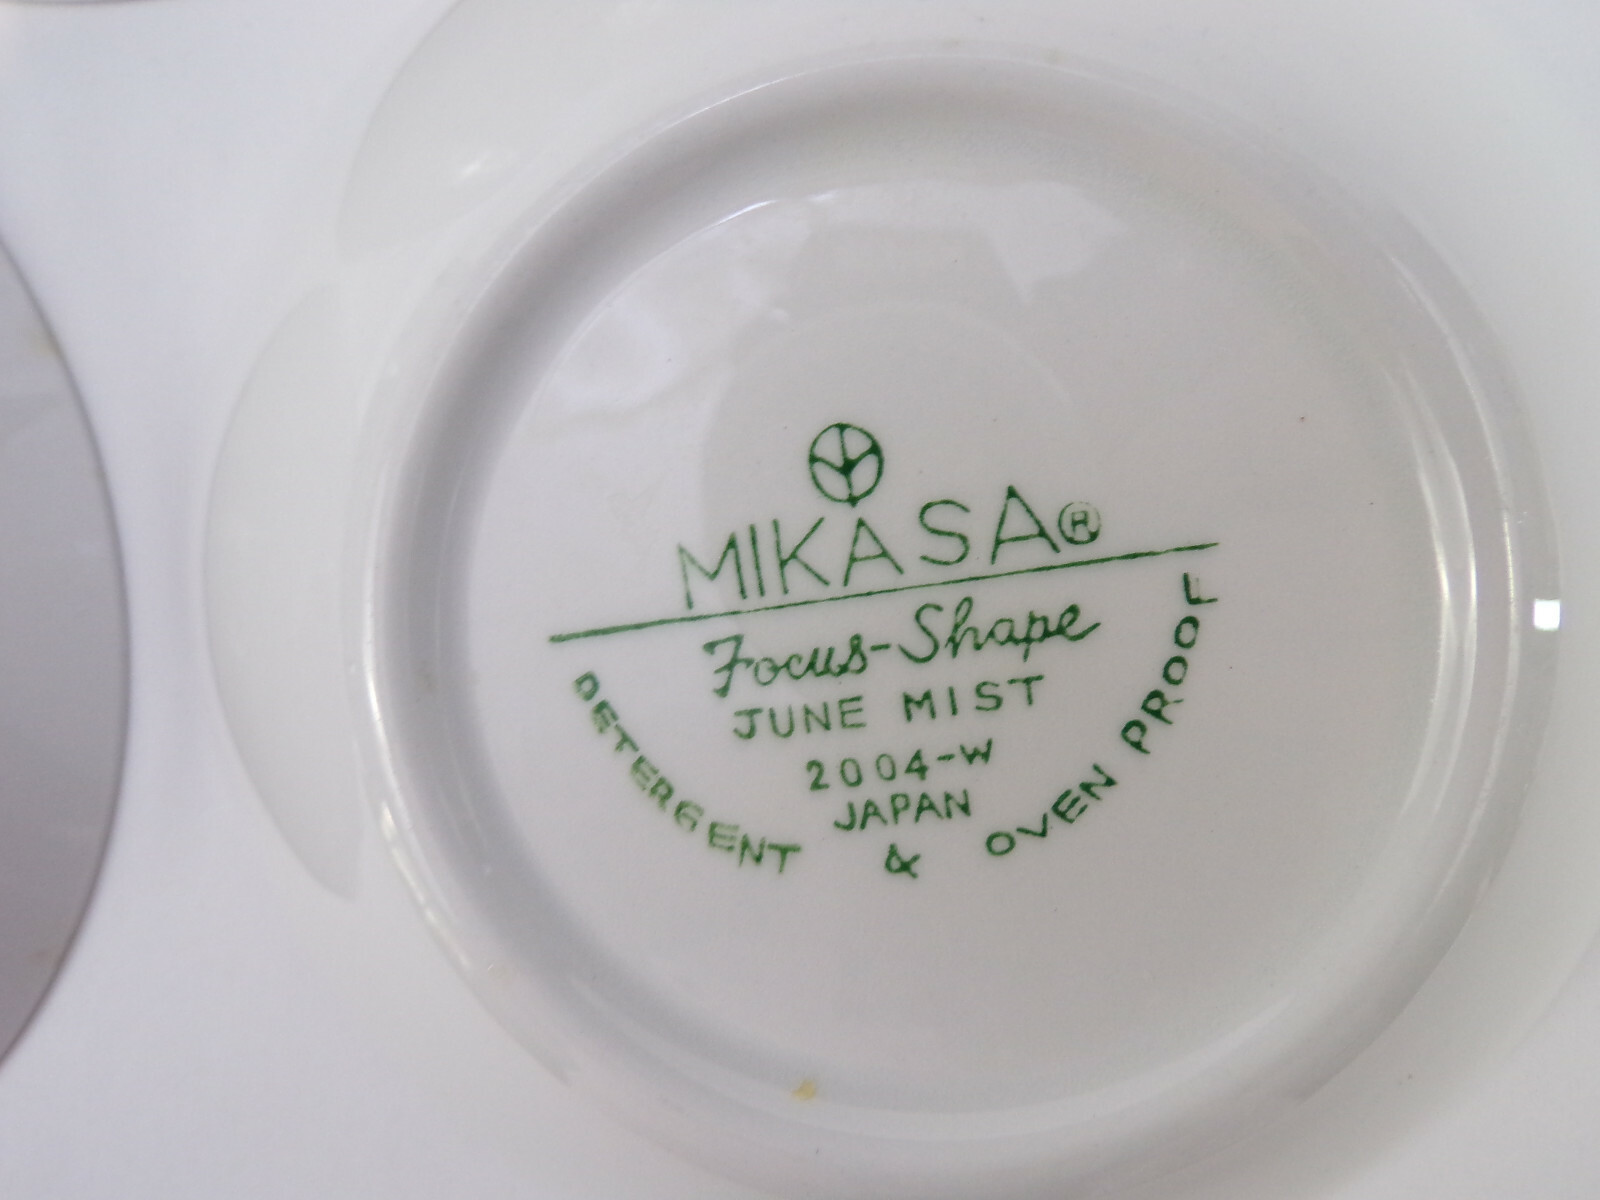 MIKASA®
Focus-Shape
JUNE MIST
2004-W
JAPAN
DETERGENT & OVEN PROOF